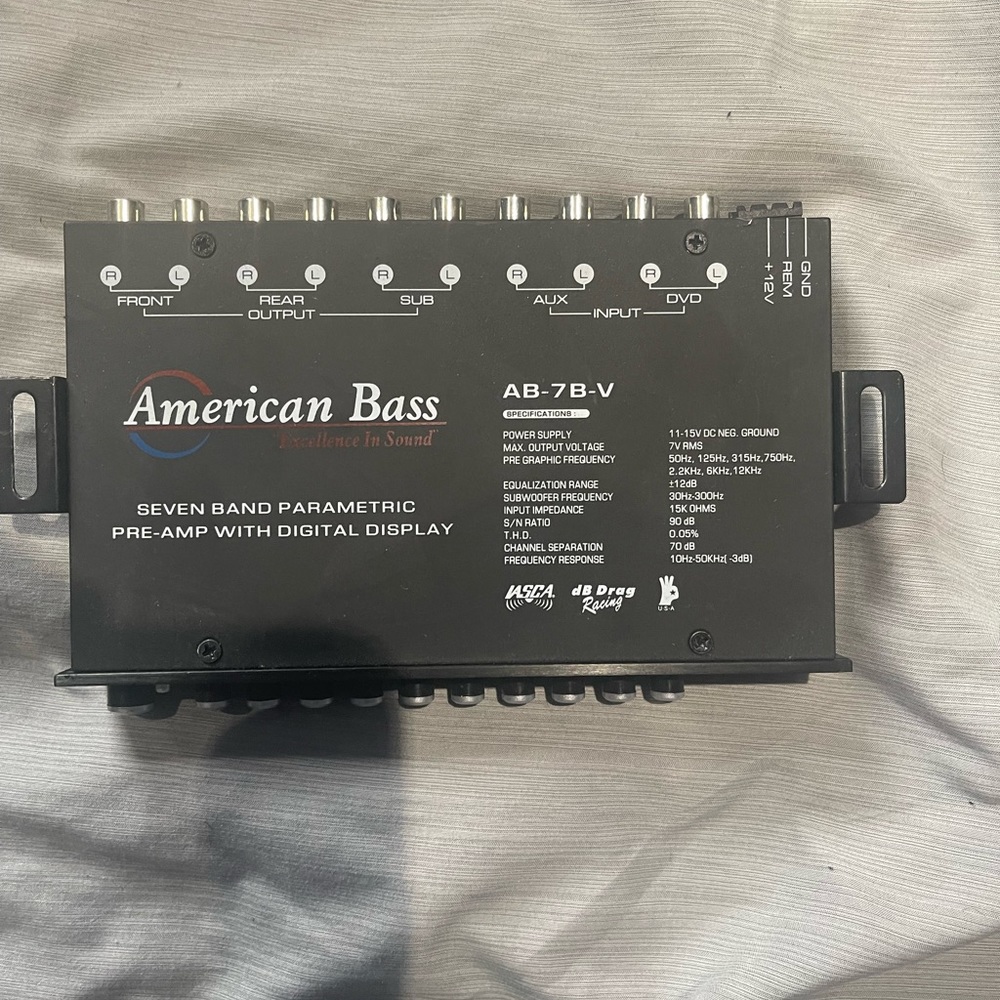 R L R L R L R L R L
FRONT REAR SUB AUX DVD
OUTPUT INPUT
+12V
REM
GND
American Bass
"Excellence In Sound"
SEVEN BAND PARAMETRIC
PRE-AMP WITH DIGITAL DISPLAY
AB-7B-V
SPECIFICATIONS :
POWER SUPPLY 11-15V DC NEG. GROUND
MAX. OUTPUT VOLTAGE 7V RMS
PRE GRAPHIC FREQUENCY 50Hz, 125Hz, 315Hz,750Hz,
2.2KHz, 6KHz,12KHz
EQUALIZATION RANGE ±12dB
SUBWOOFER FREQUENCY 30Hz-300Hz
INPUT IMPEDANCE 15K OHMS
S/N RATIO 90 dB
T.H.D. 0.05%
CHANNEL SEPARATION 70 dB
FREQUENCY RESPONSE 10Hz-50KHz( -3dB)
IASCA
dB Drag
Racing
U·S·A